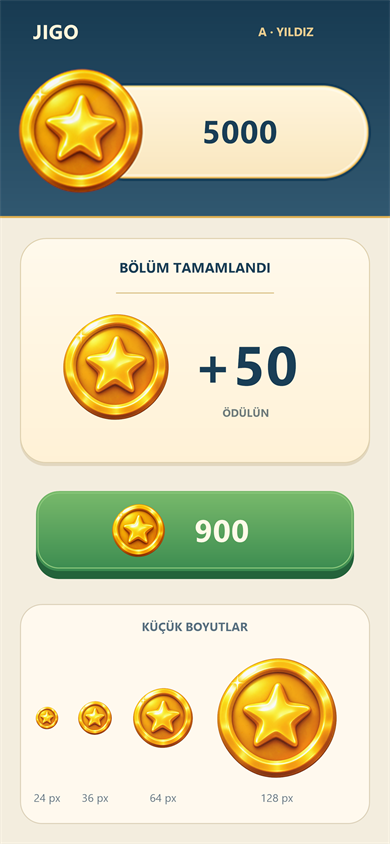 JIGO
A · YILDIZ
5000
BÖLÜM TAMAMLANDI
+50
ÖDÜLÜN
900
KÜÇÜK BOYUTLAR
24 px 36 px 64 px 128 px